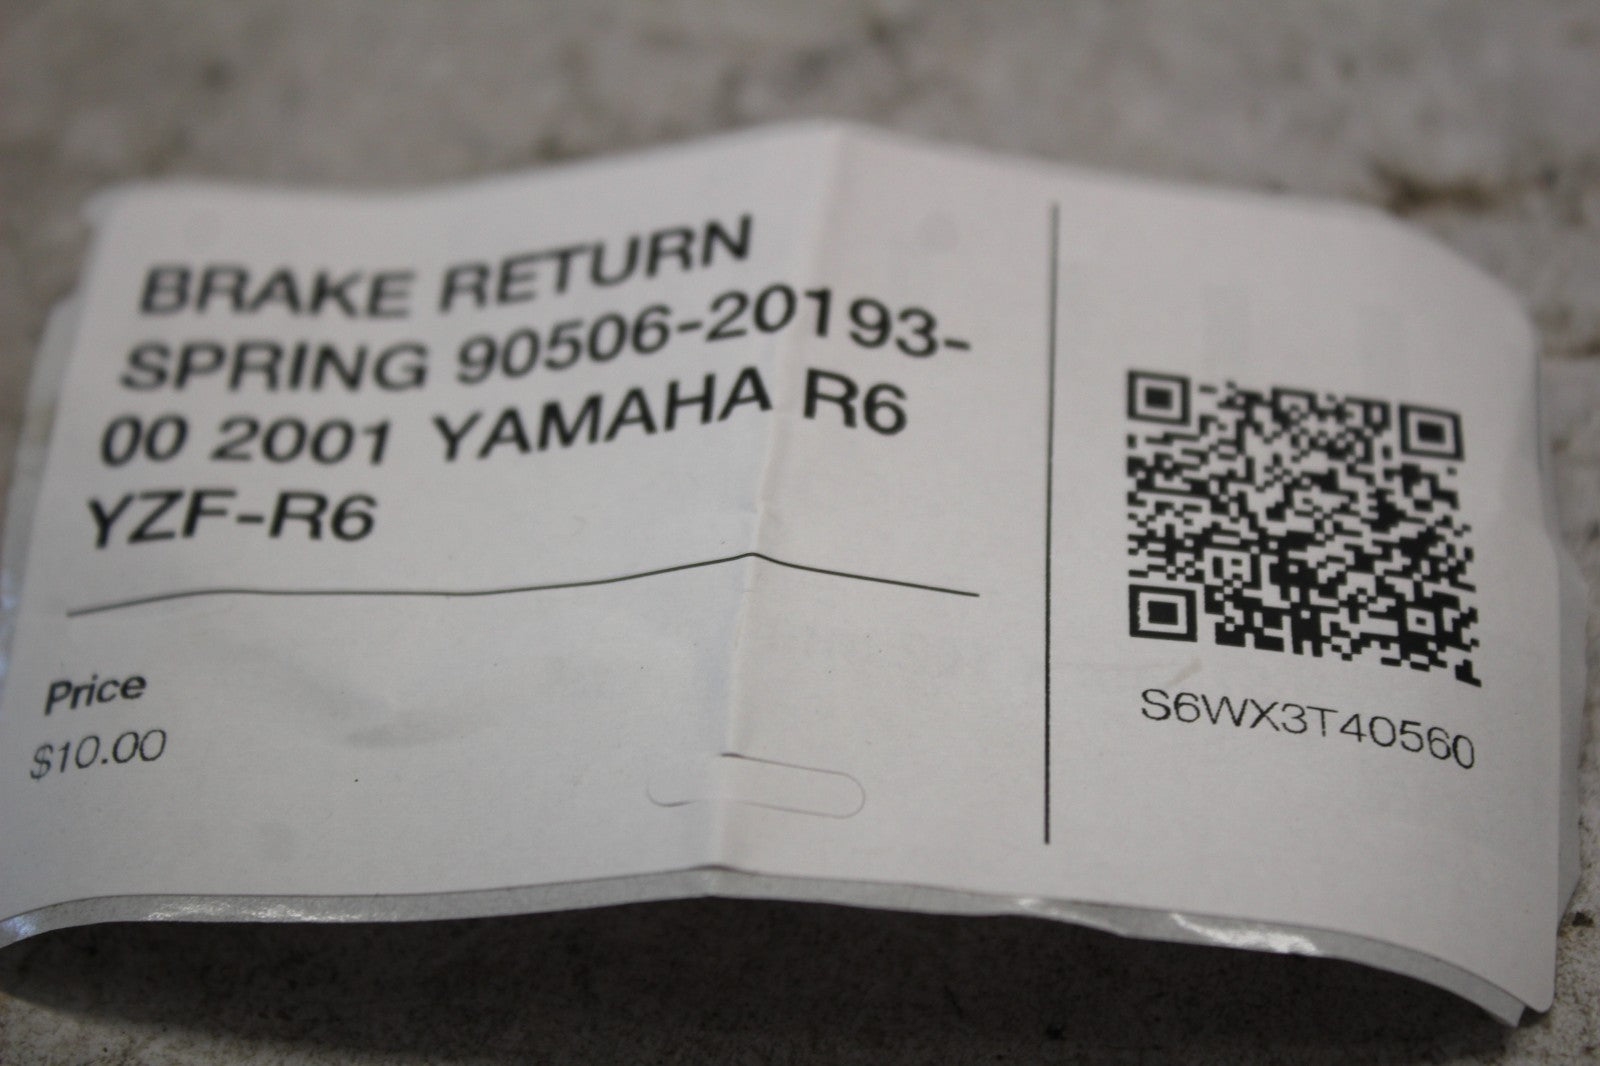 BRAKE RETURN
SPRING 90506-20193-
00 2001 YAMAHA R6
YZF-R6
Price
$10.00
S6WX3T40560